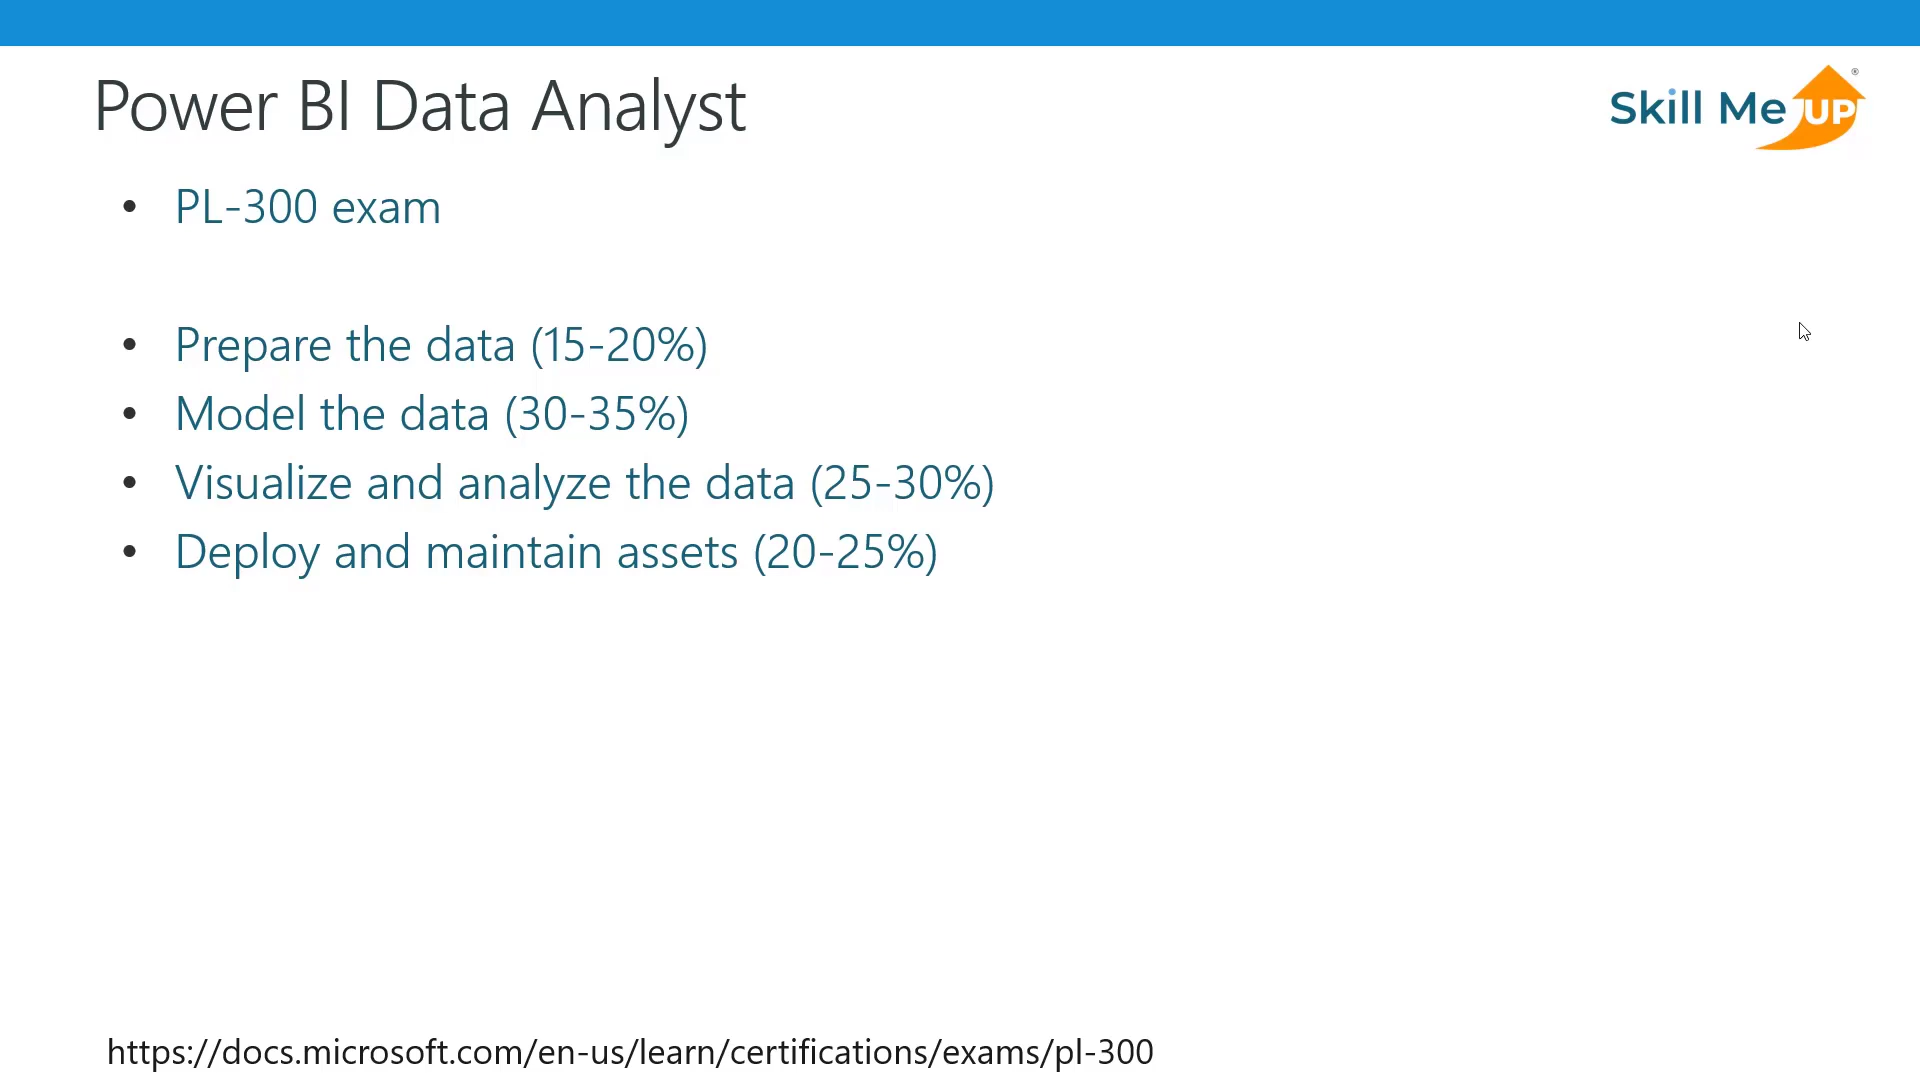 Power BI Data Analyst
Skill Me UP®
• PL-300 exam
• Prepare the data (15-20%)
• Model the data (30-35%)
• Visualize and analyze the data (25-30%)
• Deploy and maintain assets (20-25%)
https://docs.microsoft.com/en-us/learn/certifications/exams/pl-300